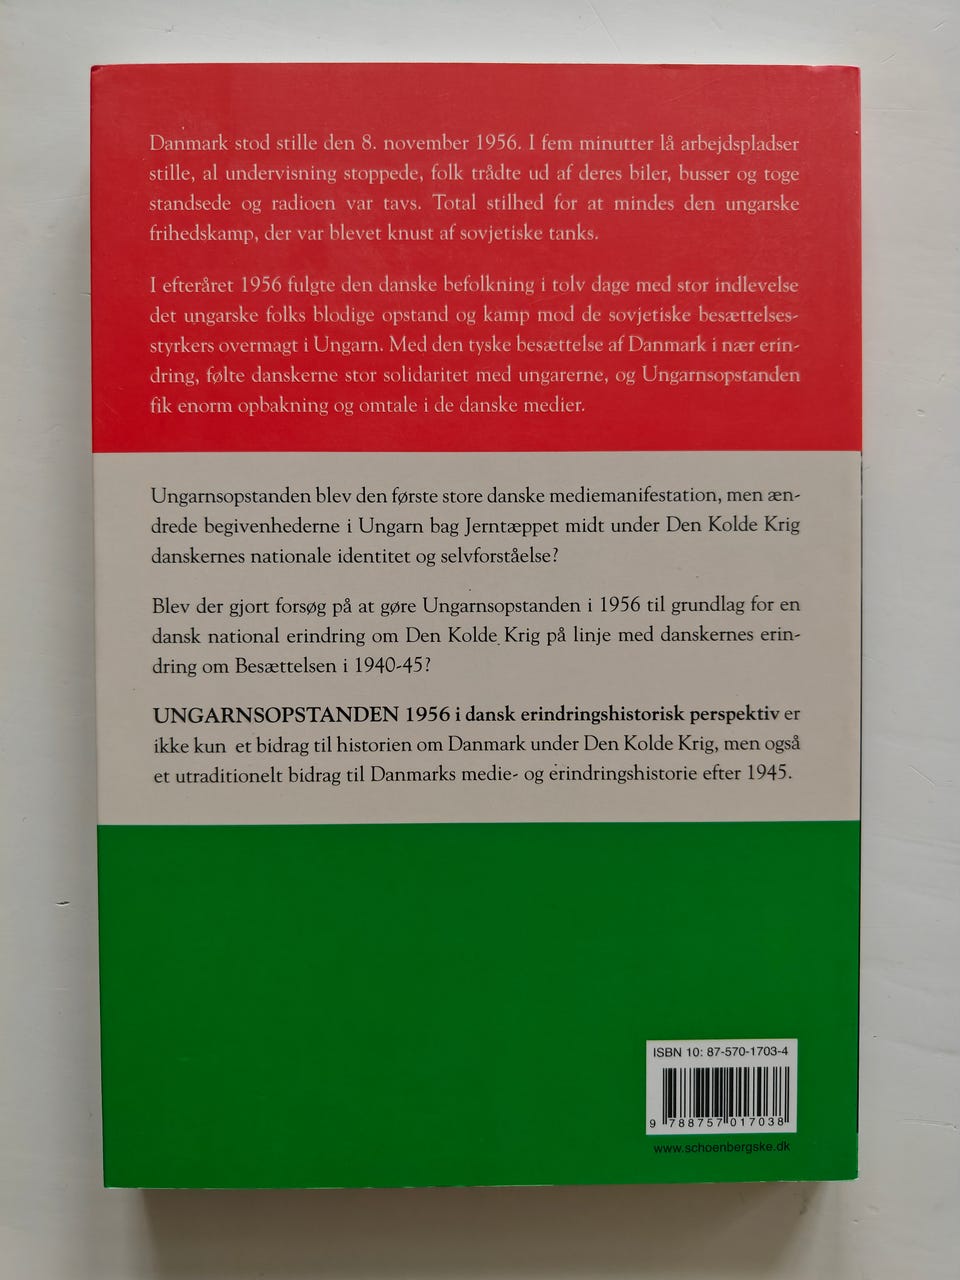 Danmark stod stille den 8. november 1956. I fem minutter lå arbejdspladser
stille, al undervisning stoppede, folk trådte ud af deres biler, busser og toge
standsede og radioen var tavs. Total stilhed for at mindes den ungarske
frihedskamp, der var blevet knust af sovjetiske tanks.
I efteråret 1956 fulgte den danske befolkning i tolv dage med stor indlevelse
det ungarske folks blodige opstand og kamp mod de sovjetiske besættelses-
styrkers overmagt i Ungarn. Med den tyske besættelse af Danmark i nær erin-
dring, følte danskerne stor solidaritet med ungarerne, og Ungarnsopstanden
fik enorm opbakning og omtale i de danske medier.
Ungarnsopstanden blev den første store danske mediemanifestation, men æn-
drede begivenhederne i Ungarn bag Jerntæppet midt under Den Kolde Krig
danskernes nationale identitet og selvforståelse?
Blev der gjort forsøg på at gøre Ungarnsopstanden i 1956 til grundlag for en
dansk national erindring om Den Kolde Krig på linje med danskernes erin-
dring om Besættelsen i 1940-45?
UNGARNSOPSTANDEN 1956 i dansk erindringshistorisk perspektiv er
ikke kun et bidrag til historien om Danmark under Den Kolde Krig, men også
et utraditionelt bidrag til Danmarks medie- og erindringshistorie efter 1945.
ISBN 10: 87-570-1703-4
9 788757 017038
www.schoenbergske.dk